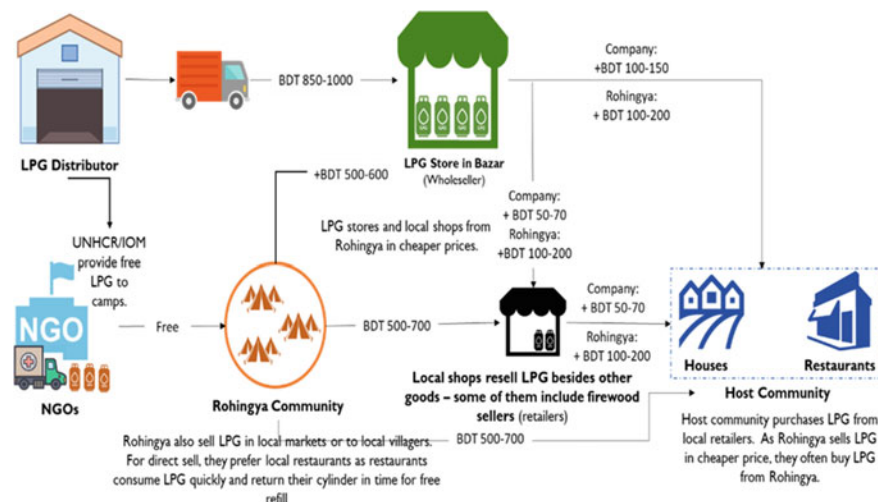 BDT 850-1000
Company:
+BDT 100-150
Rohingya:
+ BDT 100-200
LPG Distributor
LPG Store in Bazar
(Wholeseller)
+BDT 500-600
UNHCR/IOM
provide free
LPG to
camps.
LPG stores and local shops from
Rohingya in cheaper prices.
Company:
+ BDT 50-70
Rohingya:
+BDT 100-200
NGO
Free
NGOs
Rohingya Community
BDT 500-700
Local shops resell LPG besides other
goods – some of them include firewood
sellers (retailers)
Company:
+ BDT 50-70
Rohingya:
+ BDT 100-200
Houses
Restaurants
Host Community
Rohingya also sell LPG in local markets or to local villagers.
For direct sell, they prefer local restaurants as restaurants
consume LPG quickly and return their cylinder in time for free
refill
BDT 500-700
Host community purchases LPG from
local retailers. As Rohingya sells LPG
in cheaper price, they often buy LPG
from Rohingya.